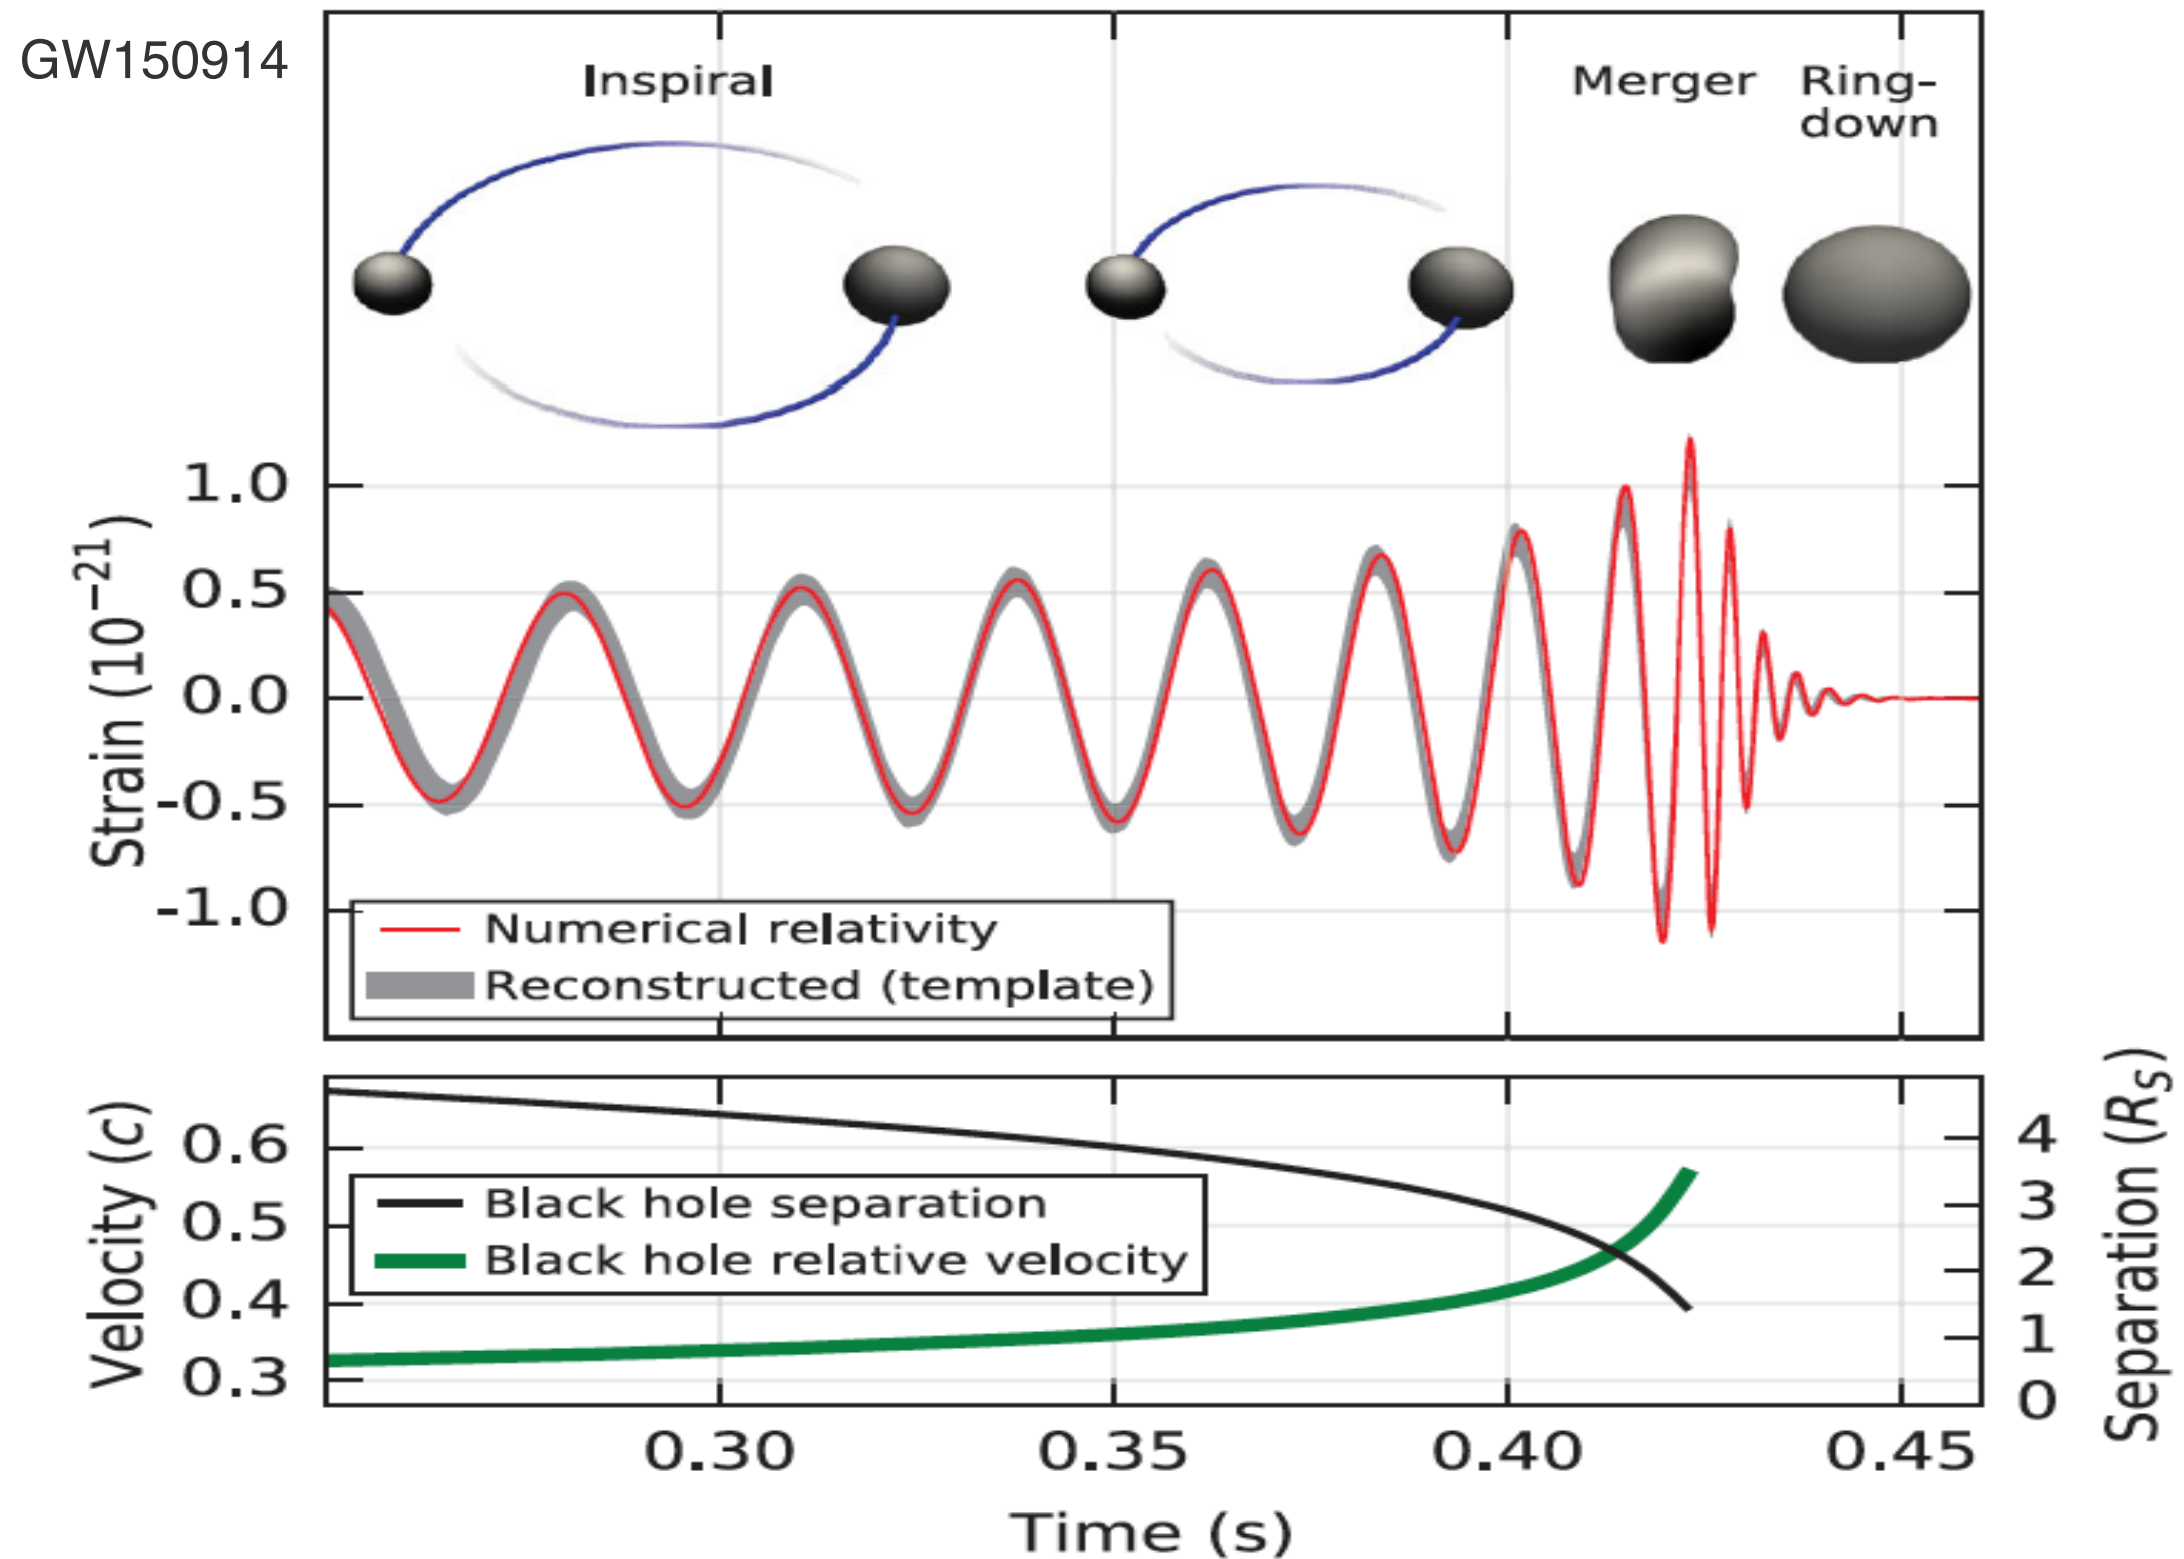 GW150914
Inspiral
Merger
Ring-
down
Strain (10⁻²¹)
1.0
0.5
0.0
-0.5
-1.0
Numerical relativity
Reconstructed (template)
Velocity (c)
0.6
0.5
0.4
0.3
Black hole separation
Black hole relative velocity
4
3
2
1
0
Separation (R_S)
0.30 0.35 0.40 0.45
Time (s)